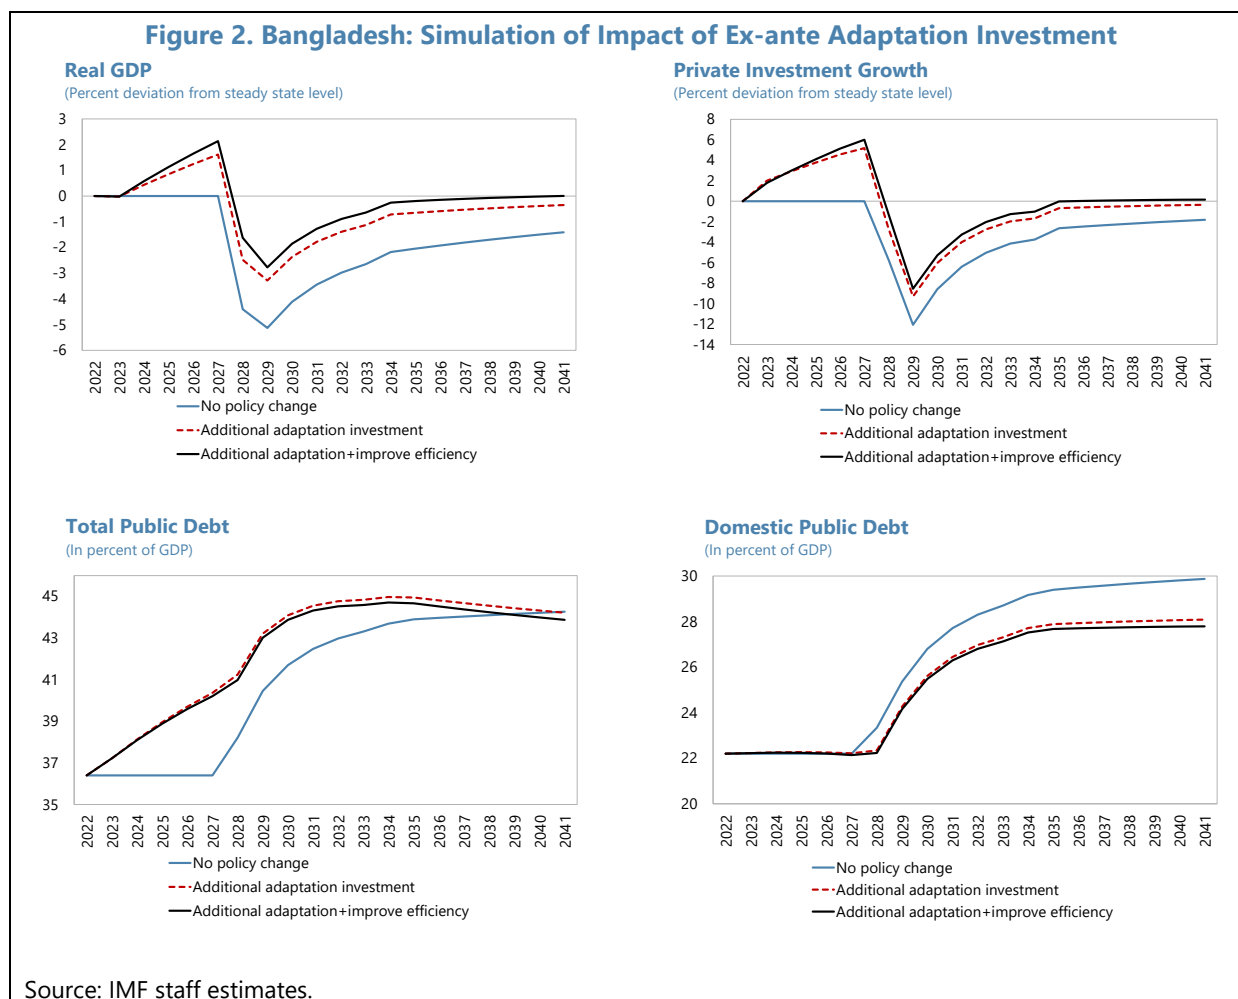 Figure 2. Bangladesh: Simulation of Impact of Ex-ante Adaptation Investment
Real GDP
(Percent deviation from steady state level)
3
2
1
0
-1
-2
-3
-4
-5
-6
2022 2023 2024 2025 2026 2027 2028 2029 2030 2031 2032 2033 2034 2035 2036 2037 2038 2039 2040 2041
No policy change
Additional adaptation investment
Additional adaptation+improve efficiency
Private Investment Growth
(Percent deviation from steady state level)
8
6
4
2
0
-2
-4
-6
-8
-10
-12
-14
2022 2023 2024 2025 2026 2027 2028 2029 2030 2031 2032 2033 2034 2035 2036 2037 2038 2039 2040 2041
No policy change
Additional adaptation investment
Additional adaptation+improve efficiency
Total Public Debt
(In percent of GDP)
45
43
41
39
37
35
2022 2023 2024 2025 2026 2027 2028 2029 2030 2031 2032 2033 2034 2035 2036 2037 2038 2039 2040 2041
No policy change
Additional adaptation investment
Additional adaptation+improve efficiency
Domestic Public Debt
(In percent of GDP)
30
28
26
24
22
20
2022 2023 2024 2025 2026 2027 2028 2029 2030 2031 2032 2033 2034 2035 2036 2037 2038 2039 2040 2041
No policy change
Additional adaptation investment
Additional adaptation+improve efficiency
Source: IMF staff estimates.